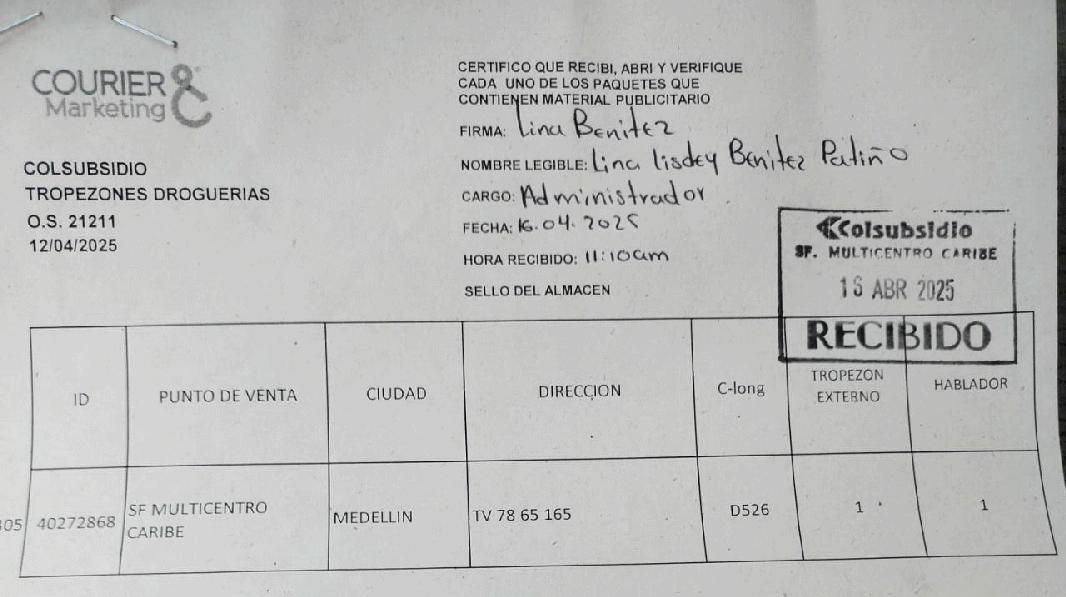 COURIER &
Marketing
COLSUBSIDIO
TROPEZONES DROGUERIAS
O.S. 21211
12/04/2025
CERTIFICO QUE RECIBI, ABRI Y VERIFIQUE
CADA UNO DE LOS PAQUETES QUE
CONTIENEN MATERIAL PUBLICITARIO
FIRMA: Lina Benitez
NOMBRE LEGIBLE: Lina lisdey Benitez Patiño
CARGO: Administrador
FECHA: 16.04.2025
HORA RECIBIDO: 11:10am
SELLO DEL ALMACEN
Colsubsidio
SF. MULTICENTRO CARIBE
16 ABR 2025
RECIBIDO
ID PUNTO DE VENTA CIUDAD DIRECCION C-long TROPEZON EXTERNO HABLADOR
305 40272868 SF MULTICENTRO CARIBE MEDELLIN TV 78 65 165 D526 1 1